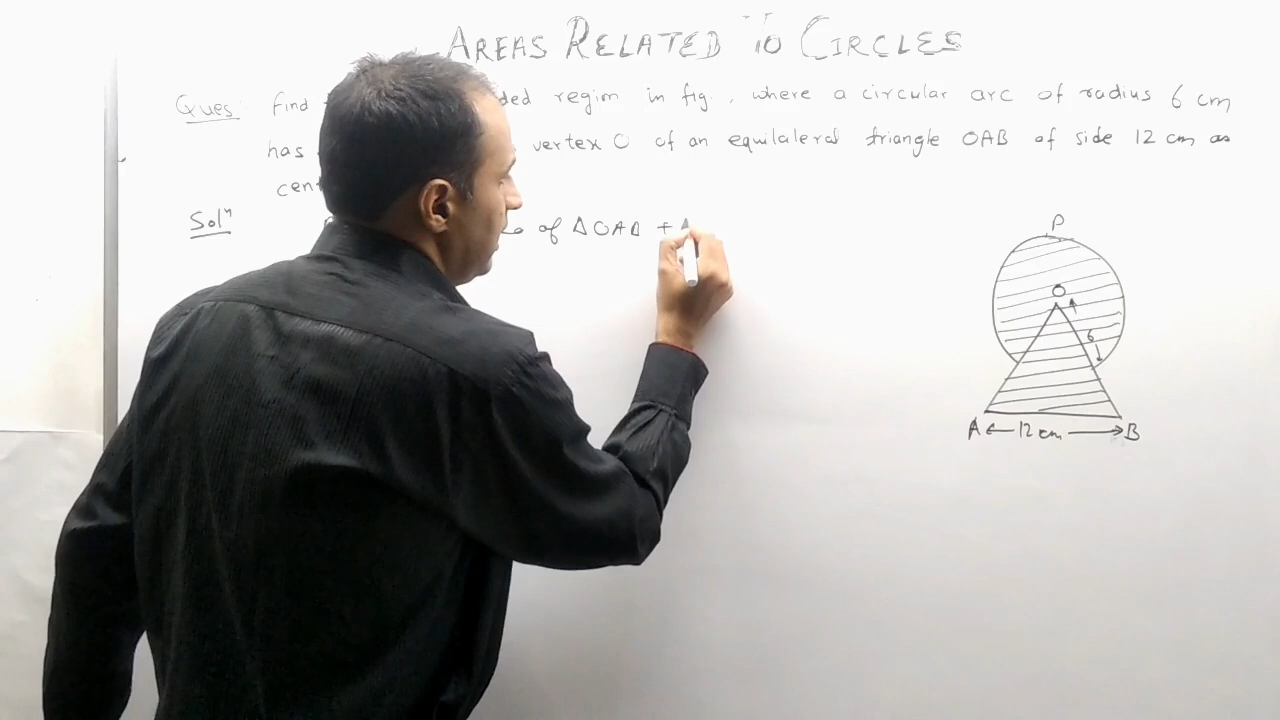 AREAS RELATED TO CIRCLES
Ques: Find ded region in fig., where a circular arc of radius 6 cm
has vertex O of an equilateral triangle OAB of side 12 cm as
cent
Solⁿ of ΔOAB +
P
O
6
A ←12 cm→ B